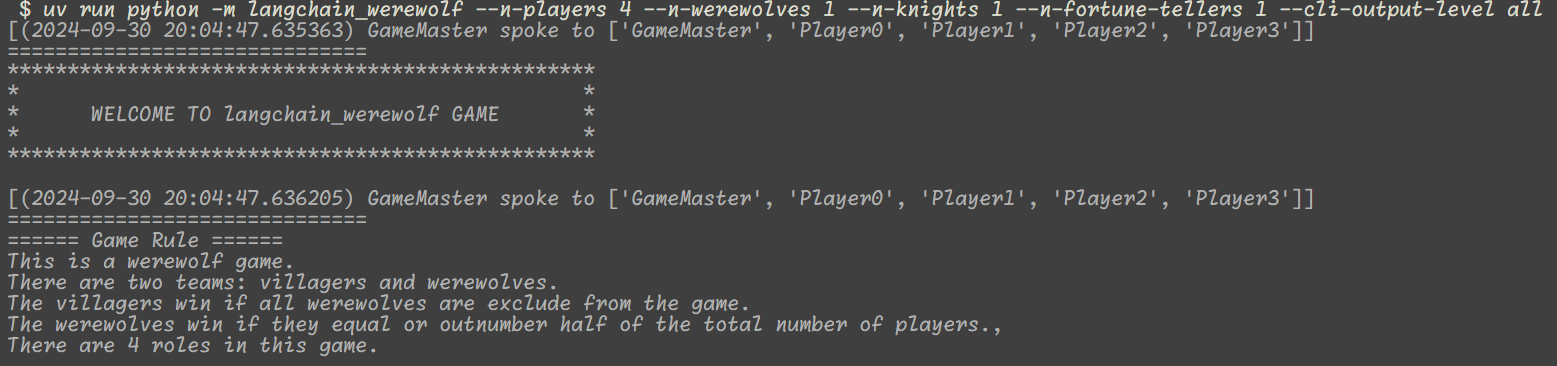 $ uv run python -m langchain_werewolf --n-players 4 --n-werewolves 1 --n-knights 1 --n-fortune-tellers 1 --cli-output-level all
[(2024-09-30 20:04:47.635363) GameMaster spoke to ['GameMaster', 'Player0', 'Player1', 'Player2', 'Player3']]
==============================
*************************************************
*                                               *
*      WELCOME TO langchain_werewolf GAME       *
*                                               *
*************************************************
[(2024-09-30 20:04:47.636205) GameMaster spoke to ['GameMaster', 'Player0', 'Player1', 'Player2', 'Player3']]
==============================
====== Game Rule ======
This is a werewolf game.
There are two teams: villagers and werewolves.
The villagers win if all werewolves are exclude from the game.
The werewolves win if they equal or outnumber half of the total number of players.,
There are 4 roles in this game.